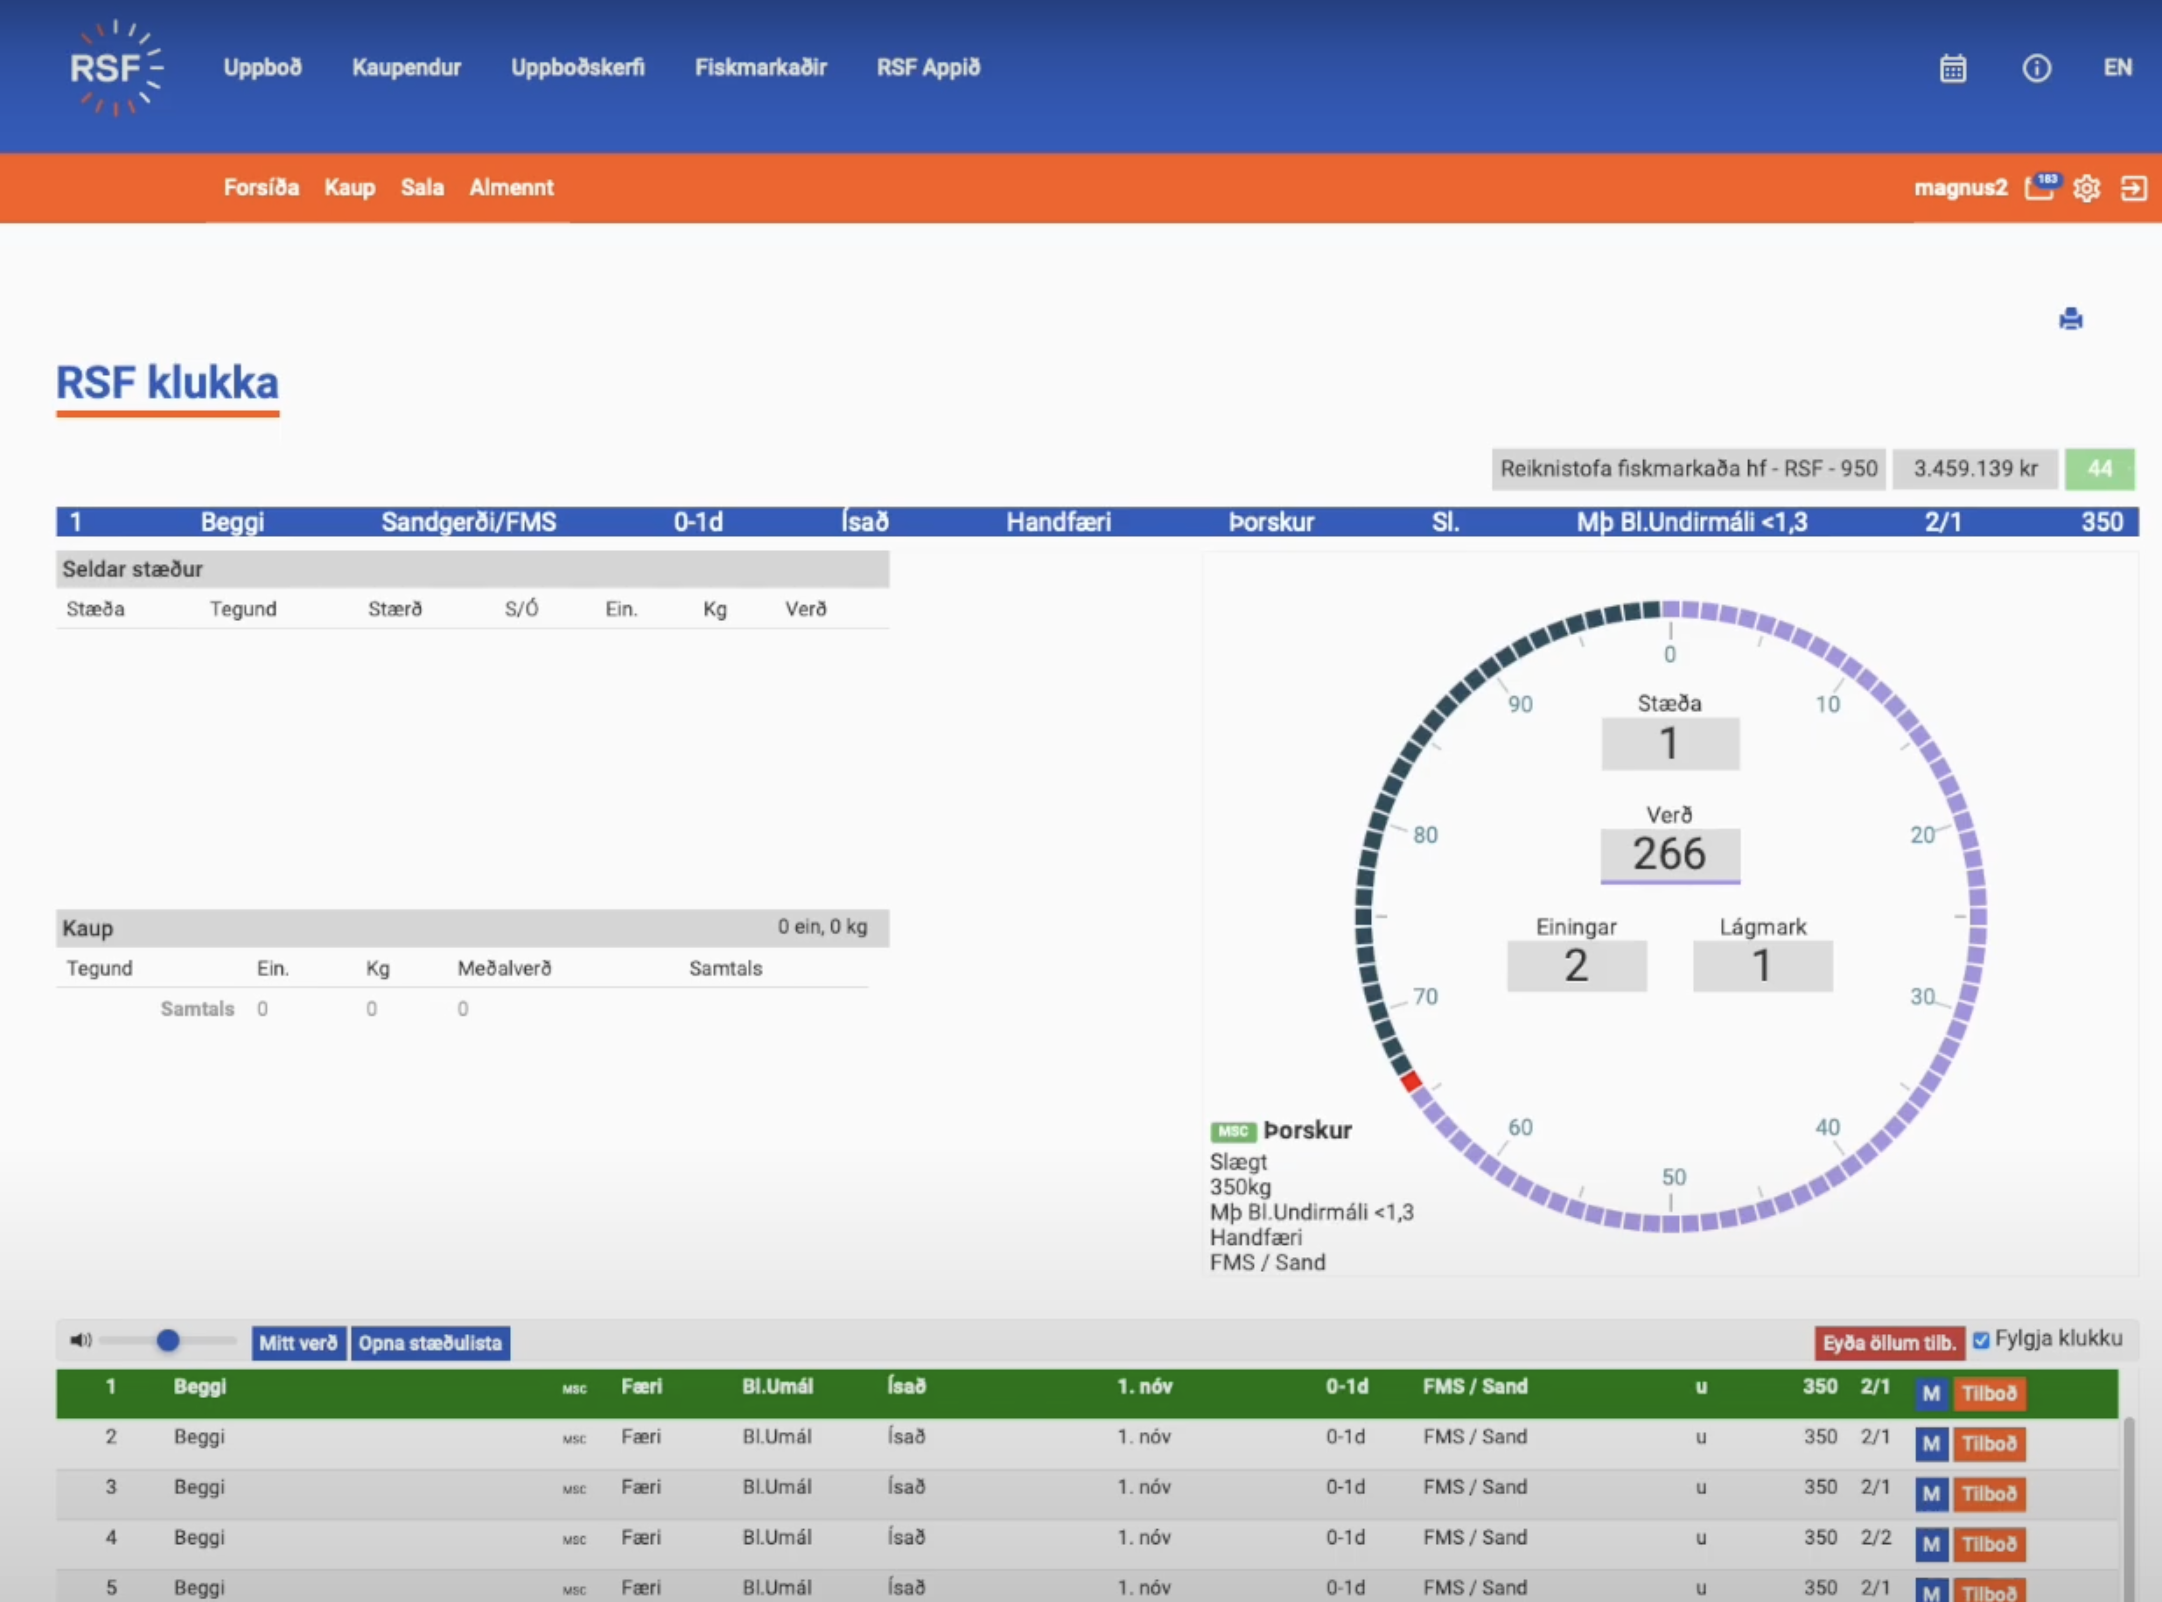 RSF Uppboð Kaupendur Uppboðskerfi Fiskmarkaðir RSF Appið EN
Forsíða Kaup Sala Almennt magnus2 183
RSF klukka
Reiknistofa fiskmarkaða hf - RSF - 950 3.459.139 kr 44
1 Beggi Sandgerði/FMS 0-1d Ísað Handfæri Þorskur Sl. Mþ Bl.Undirmáli <1,3 2/1 350
Seldar stæður
Stæða Tegund Stærð S/Ó Ein. Kg Verð
Kaup 0 ein, 0 kg
Tegund Ein. Kg Meðalverð Samtals
Samtals 0 0 0
0
90 10
80 20
70 30
60 40
50
Stæða
1
Verð
266
Einingar Lágmark
2 1
MSC Þorskur
Slægt
350kg
Mþ Bl.Undirmáli <1,3
Handfæri
FMS / Sand
Mitt verð Opna stæðulista Eyða öllum tilb. Fylgja klukku
1 Beggi MSC Færi Bl.Umál Ísað 1. nóv 0-1d FMS / Sand u 350 2/1 M Tilboð
2 Beggi MSC Færi Bl.Umál Ísað 1. nóv 0-1d FMS / Sand u 350 2/1 M Tilboð
3 Beggi MSC Færi Bl.Umál Ísað 1. nóv 0-1d FMS / Sand u 350 2/1 M Tilboð
4 Beggi MSC Færi Bl.Umál Ísað 1. nóv 0-1d FMS / Sand u 350 2/2 M Tilboð
5 Beggi MSC Færi Bl.Umál Ísað 1. nóv 0-1d FMS / Sand u 350 2/1 M Tilboð